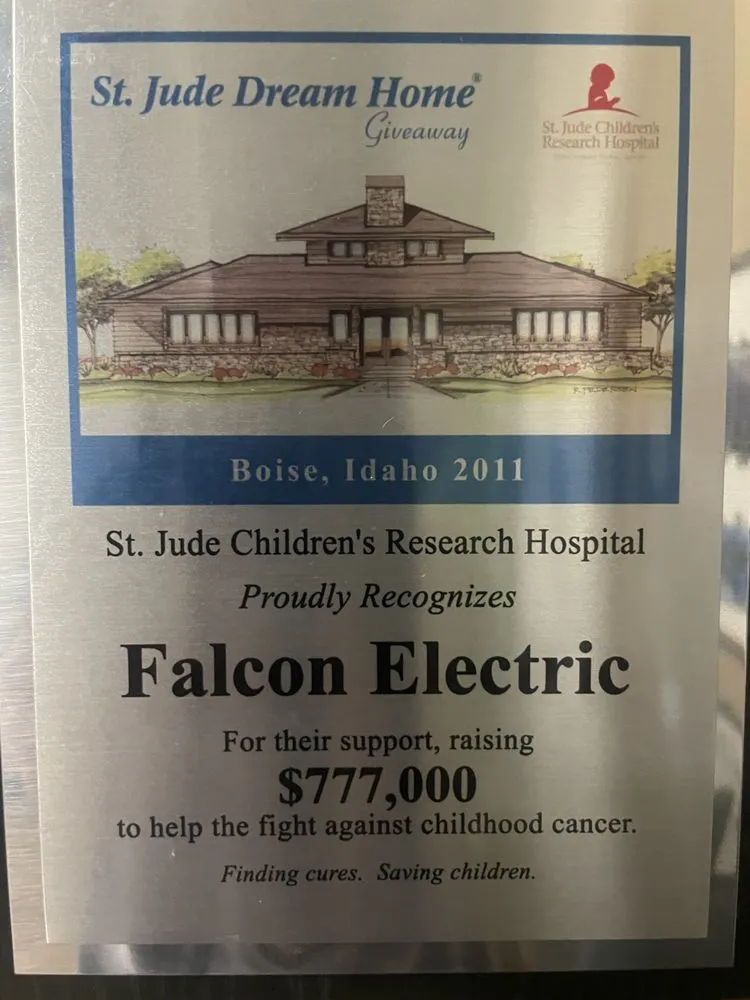 St. Jude Dream Home®
Giveaway
St. Jude Children's
Research Hospital
Boise, Idaho 2011
St. Jude Children's Research Hospital
Proudly Recognizes
Falcon Electric
For their support, raising
$777,000
to help the fight against childhood cancer.
Finding cures. Saving children.